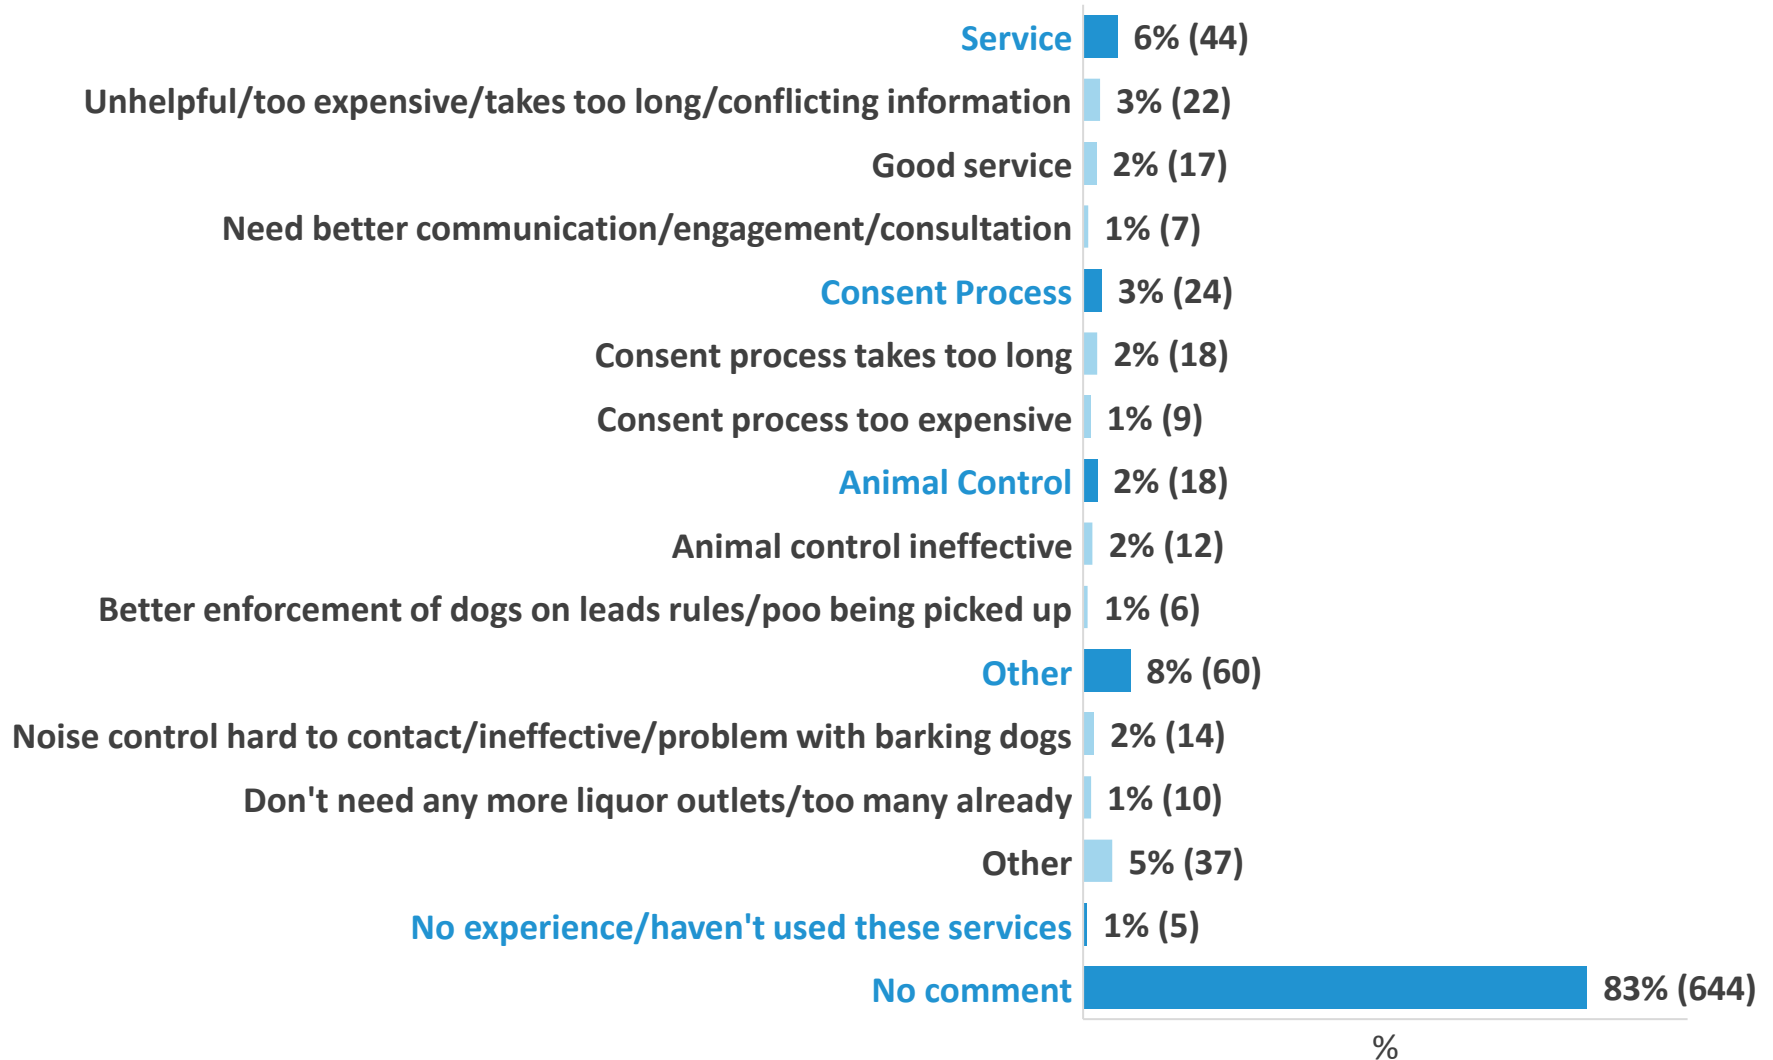 Service 6% (44)
Unhelpful/too expensive/takes too long/conflicting information 3% (22)
Good service 2% (17)
Need better communication/engagement/consultation 1% (7)
Consent Process 3% (24)
Consent process takes too long 2% (18)
Consent process too expensive 1% (9)
Animal Control 2% (18)
Animal control ineffective 2% (12)
Better enforcement of dogs on leads rules/poo being picked up 1% (6)
Other 8% (60)
Noise control hard to contact/ineffective/problem with barking dogs 2% (14)
Don't need any more liquor outlets/too many already 1% (10)
Other 5% (37)
No experience/haven't used these services 1% (5)
No comment 83% (644)
%